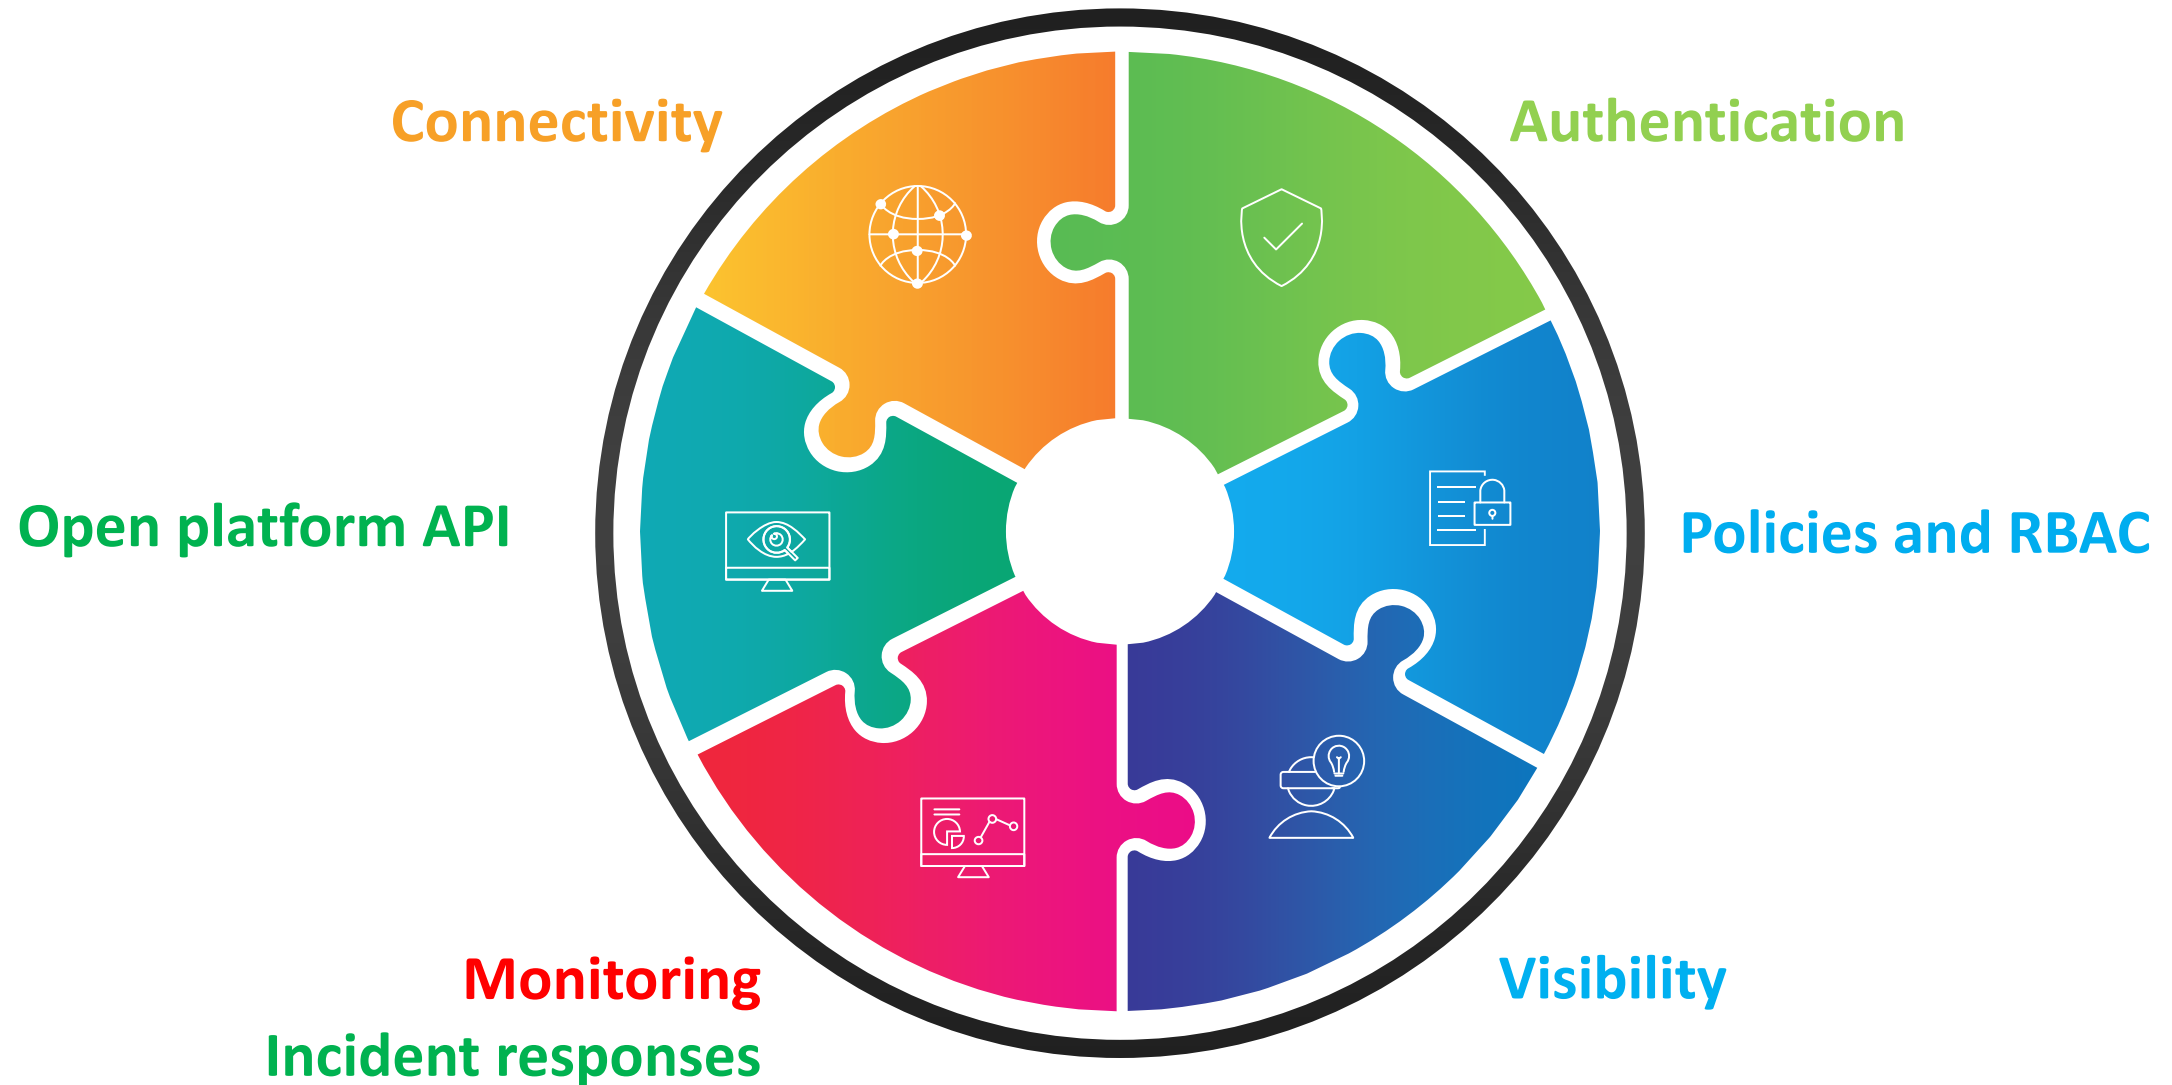 Connectivity
Authentication
Open platform API
Policies and RBAC
Monitoring
Incident responses
Visibility